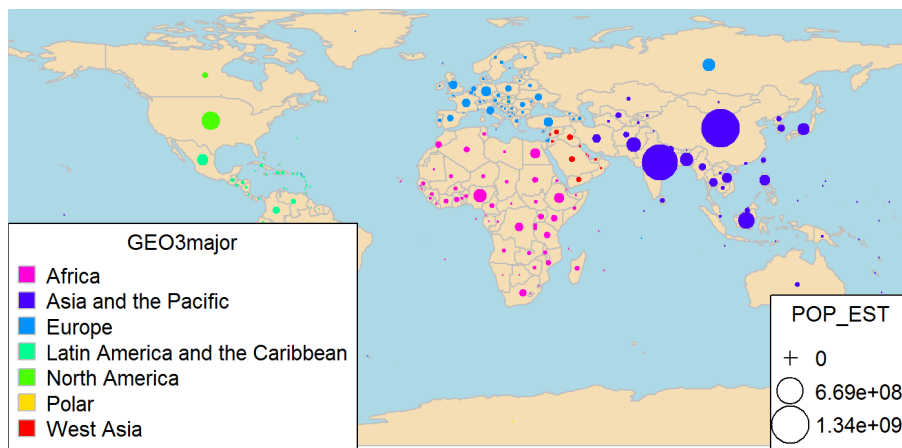 GEO3major
Africa
Asia and the Pacific
Europe
Latin America and the Caribbean
North America
Polar
West Asia
POP_EST
0
6.69e+08
1.34e+09